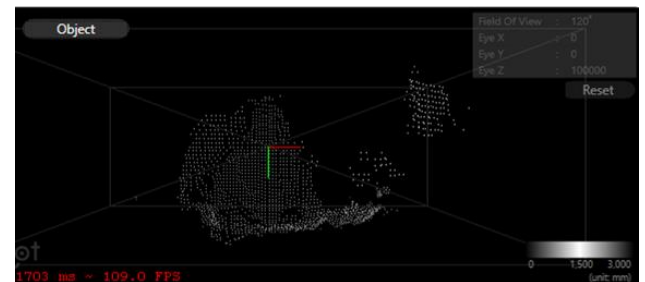 Object
Field Of View : 120°
Eye X : 0
Eye Y : 0
Eye Z : 100000
Reset
ot
1703 ms ~ 109.0 FPS
0 1,500 3,000
(unit: mm)